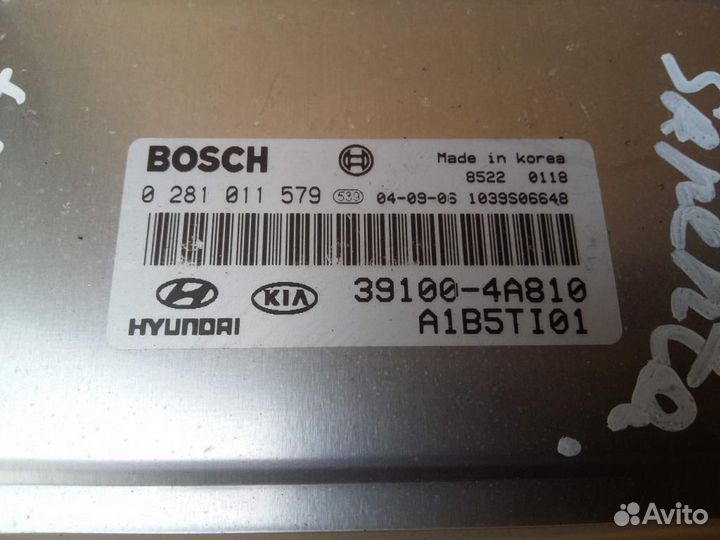 BOSCH
Made in korea
8522 0118
0 281 011 579 539 04-09-06 1039S06648
HYUNDAI
KIA
39100-4A810
A1B5TI01
Avito